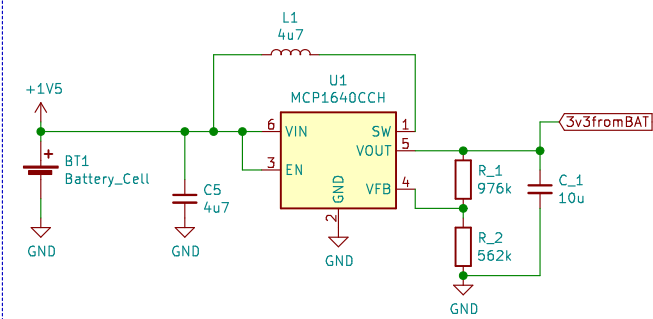 L1
4u7
U1
MCP1640CCH
+1V5
6
VIN
SW
1
VOUT
5
3
EN
VFB
4
GND
2
BT1
Battery_Cell
+
C5
4u7
R_1
976k
C_1
10u
R_2
562k
3v3fromBAT
GND
GND
GND
GND